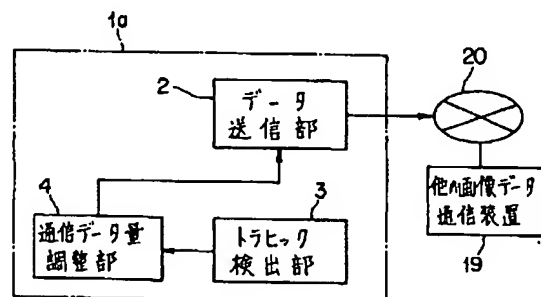 1a
2
データ
送信部
20
4
通信データ量
調整部
3
トラヒック
検出部
他の画像データ
通信装置
19